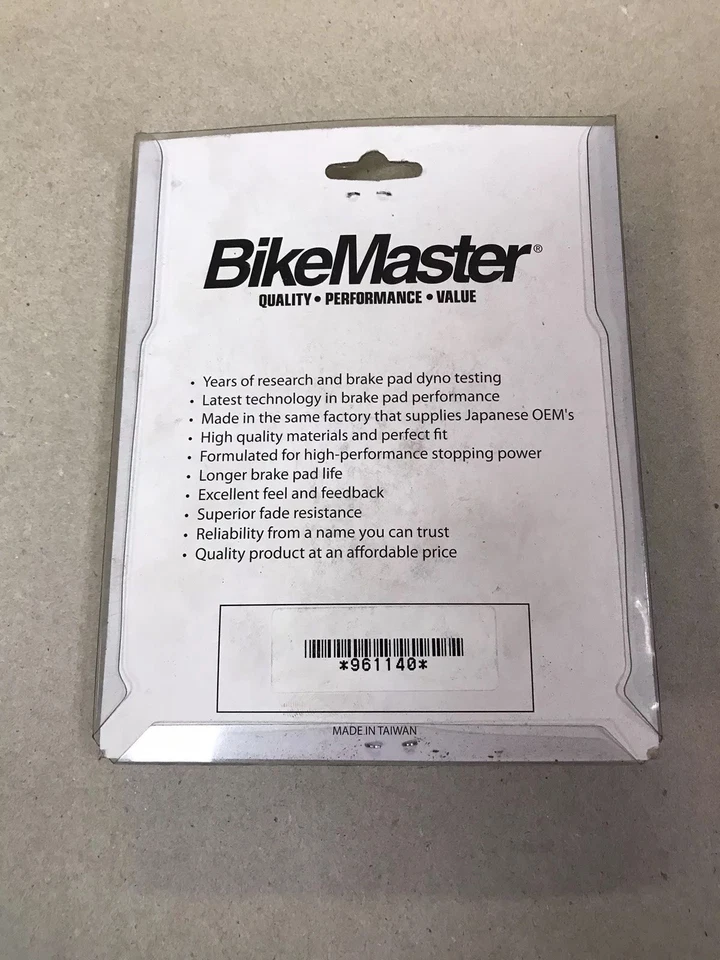 BikeMaster®
QUALITY • PERFORMANCE • VALUE
• Years of research and brake pad dyno testing
• Latest technology in brake pad performance
• Made in the same factory that supplies Japanese OEM's
• High quality materials and perfect fit
• Formulated for high-performance stopping power
• Longer brake pad life
• Excellent feel and feedback
• Superior fade resistance
• Reliability from a name you can trust
• Quality product at an affordable price
*961140*
MADE IN TAIWAN